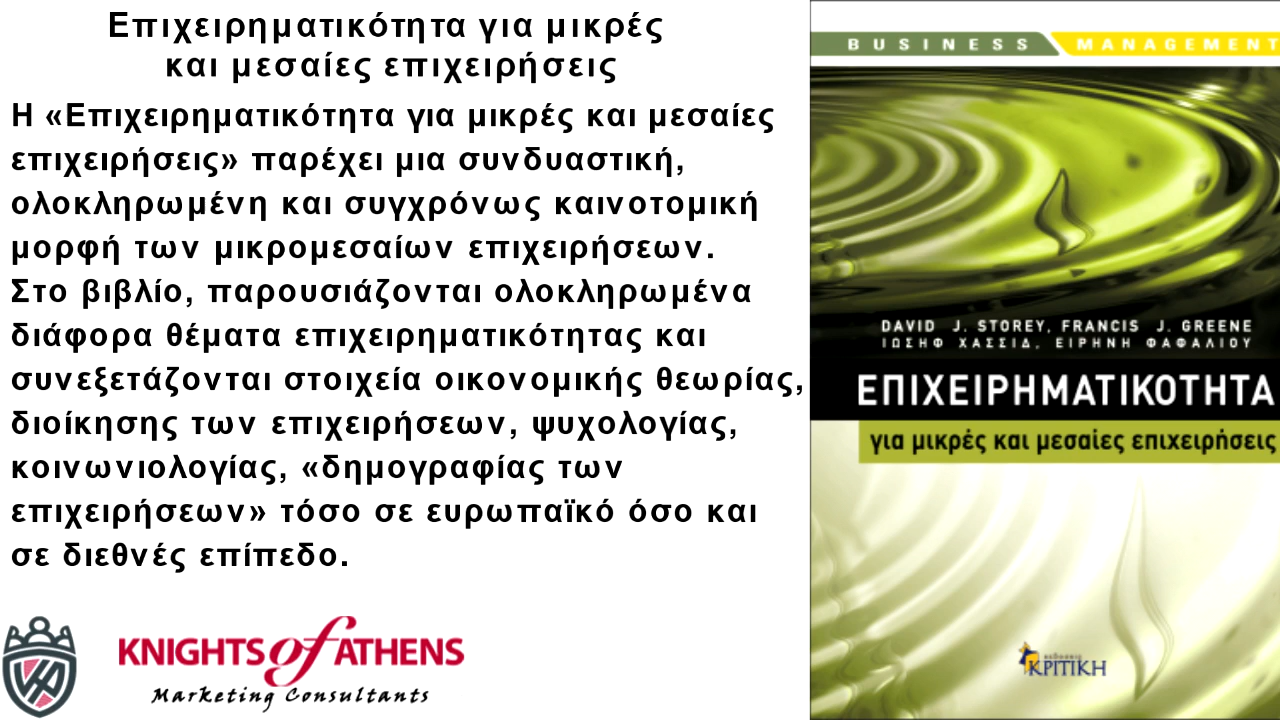 Επιχειρηματικότητα για μικρές
και μεσαίες επιχειρήσεις
Η «Επιχειρηματικότητα για μικρές και μεσαίες
επιχειρήσεις» παρέχει μια συνδυαστική,
ολοκληρωμένη και συγχρόνως καινοτομική
μορφή των μικρομεσαίων επιχειρήσεων.
Στο βιβλίο, παρουσιάζονται ολοκληρωμένα
διάφορα θέματα επιχειρηματικότητας και
συνεξετάζονται στοιχεία οικονομικής θεωρίας,
διοίκησης των επιχειρήσεων, ψυχολογίας,
κοινωνιολογίας, «δημογραφίας των
επιχειρήσεων» τόσο σε ευρωπαϊκό όσο και
σε διεθνές επίπεδο.
KNIGHTS of ATHENS
Marketing Consultants
BUSINESS MANAGEMENT
DAVID J. STOREY, FRANCIS J. GREENE
ΙΩΣΗΦ ΧΑΣΣΙΔ, ΕΙΡΗΝΗ ΦΑΦΑΛΙΟΥ
ΕΠΙΧΕΙΡΗΜΑΤΙΚΟΤΗΤΑ
για μικρές και μεσαίες επιχειρήσεις
εκδοσεις
ΚΡΙΤΙΚΗ